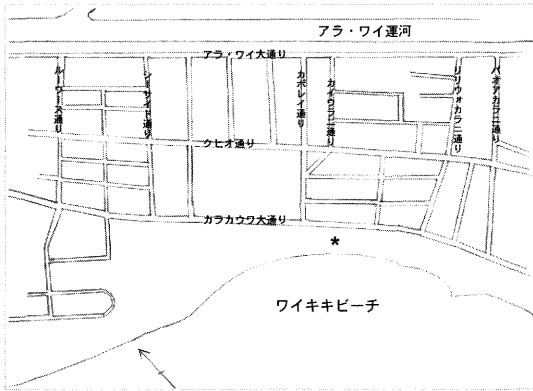 アラ・ワイ運河
アラ・ワイ大通り
ルーワーズ通り
シーサイド通り
カポレイ通り
カイウラニ通り
リリウオカラニ通り
パオアカラニ通り
クヒオ通り
カラカウワ大通り
*
ワイキキビーチ